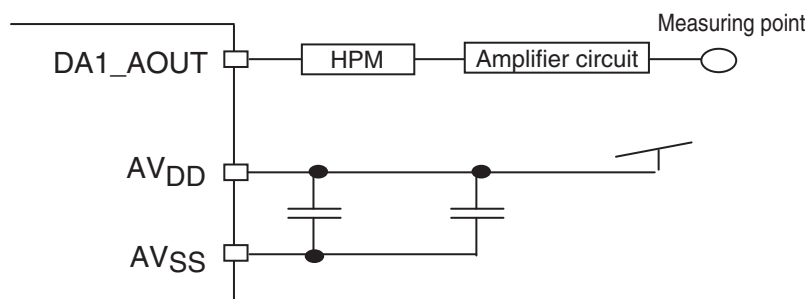 Measuring point
DA1_AOUT
HPM
Amplifier circuit
AVDD
AVSS